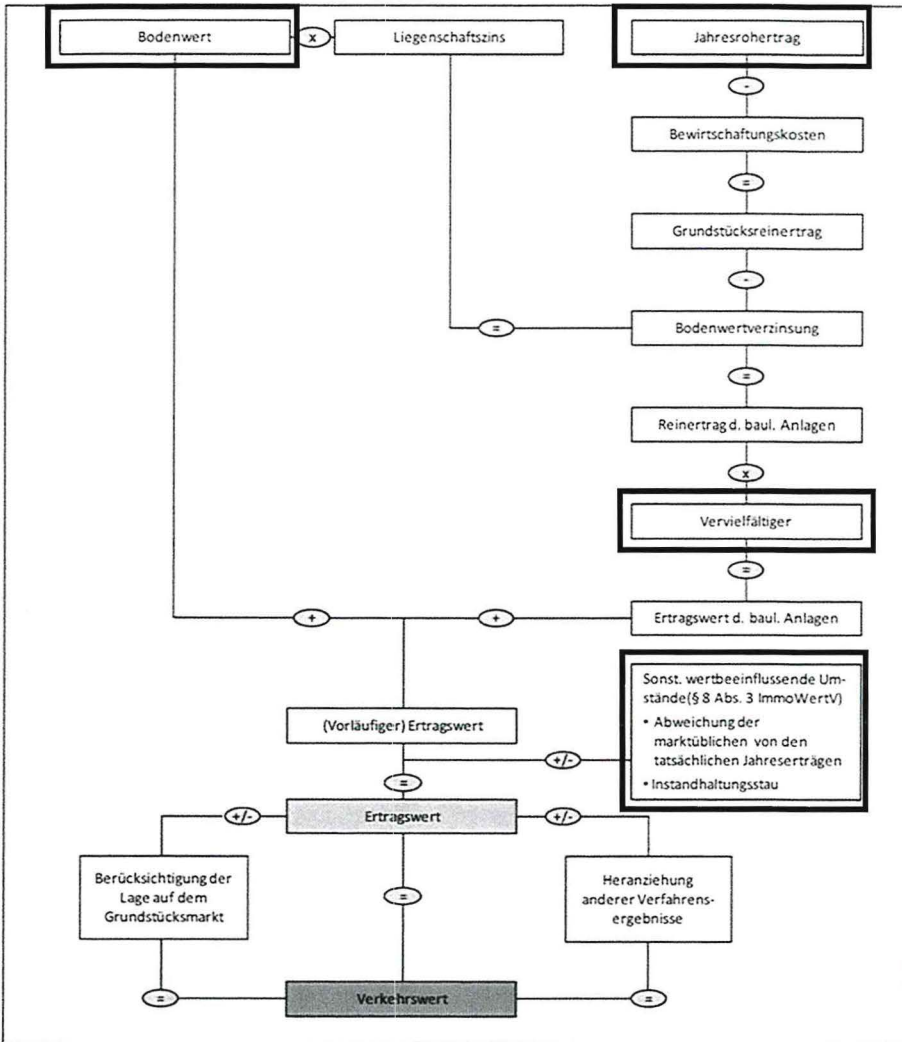 Bodenwert
x
Liegenschaftszins
Jahresrohertrag
-
Bewirtschaftungskosten
=
Grundstücksreinertrag
-
=
Bodenwertverzinsung
=
Reinertrag d. baul. Anlagen
x
Vervielfältiger
=
+
+
Ertragswert d. baul. Anlagen
Sonst. wertbeeinflussende Um-
stände(§ 8 Abs. 3 ImmoWertV)
• Abweichung der
marktüblichen von den
tatsächlichen Jahreserträgen
• Instandhaltungsstau
(Vorläufiger) Ertragswert
+/-
=
+/-
Ertragswert
+/-
Berücksichtigung der
Lage auf dem
Grundstücksmarkt
=
Heranziehung
anderer Verfahrens-
ergebnisse
=
Verkehrswert
=